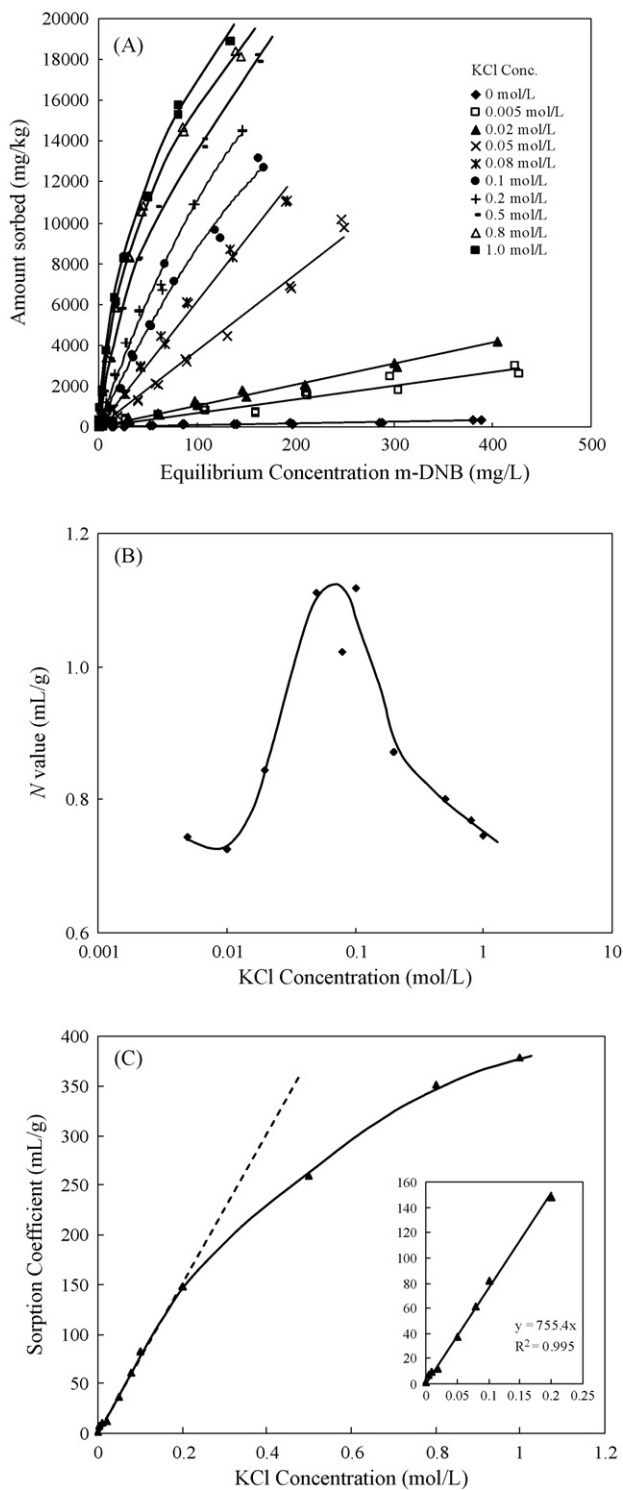 (A)
20000
18000
16000
14000
12000
10000
8000
6000
4000
2000
0
Amount sorbed (mg/kg)
KCl Conc.
0 mol/L
0.005 mol/L
0.02 mol/L
0.05 mol/L
0.08 mol/L
0.1 mol/L
0.2 mol/L
0.5 mol/L
0.8 mol/L
1.0 mol/L
0 100 200 300 400 500
Equilibrium Concentration m-DNB (mg/L)
(B)
1.2
1.0
0.8
0.6
N value (mL/g)
0.001 0.01 0.1 1 10
KCl Concentration (mol/L)
(C)
400
350
300
250
200
150
100
50
0
Sorption Coefficient (mL/g)
160
140
120
100
80
60
40
20
0
y = 755.4x
R² = 0.995
0 0.05 0.1 0.15 0.2 0.25
0 0.2 0.4 0.6 0.8 1 1.2
KCl Concentration (mol/L)